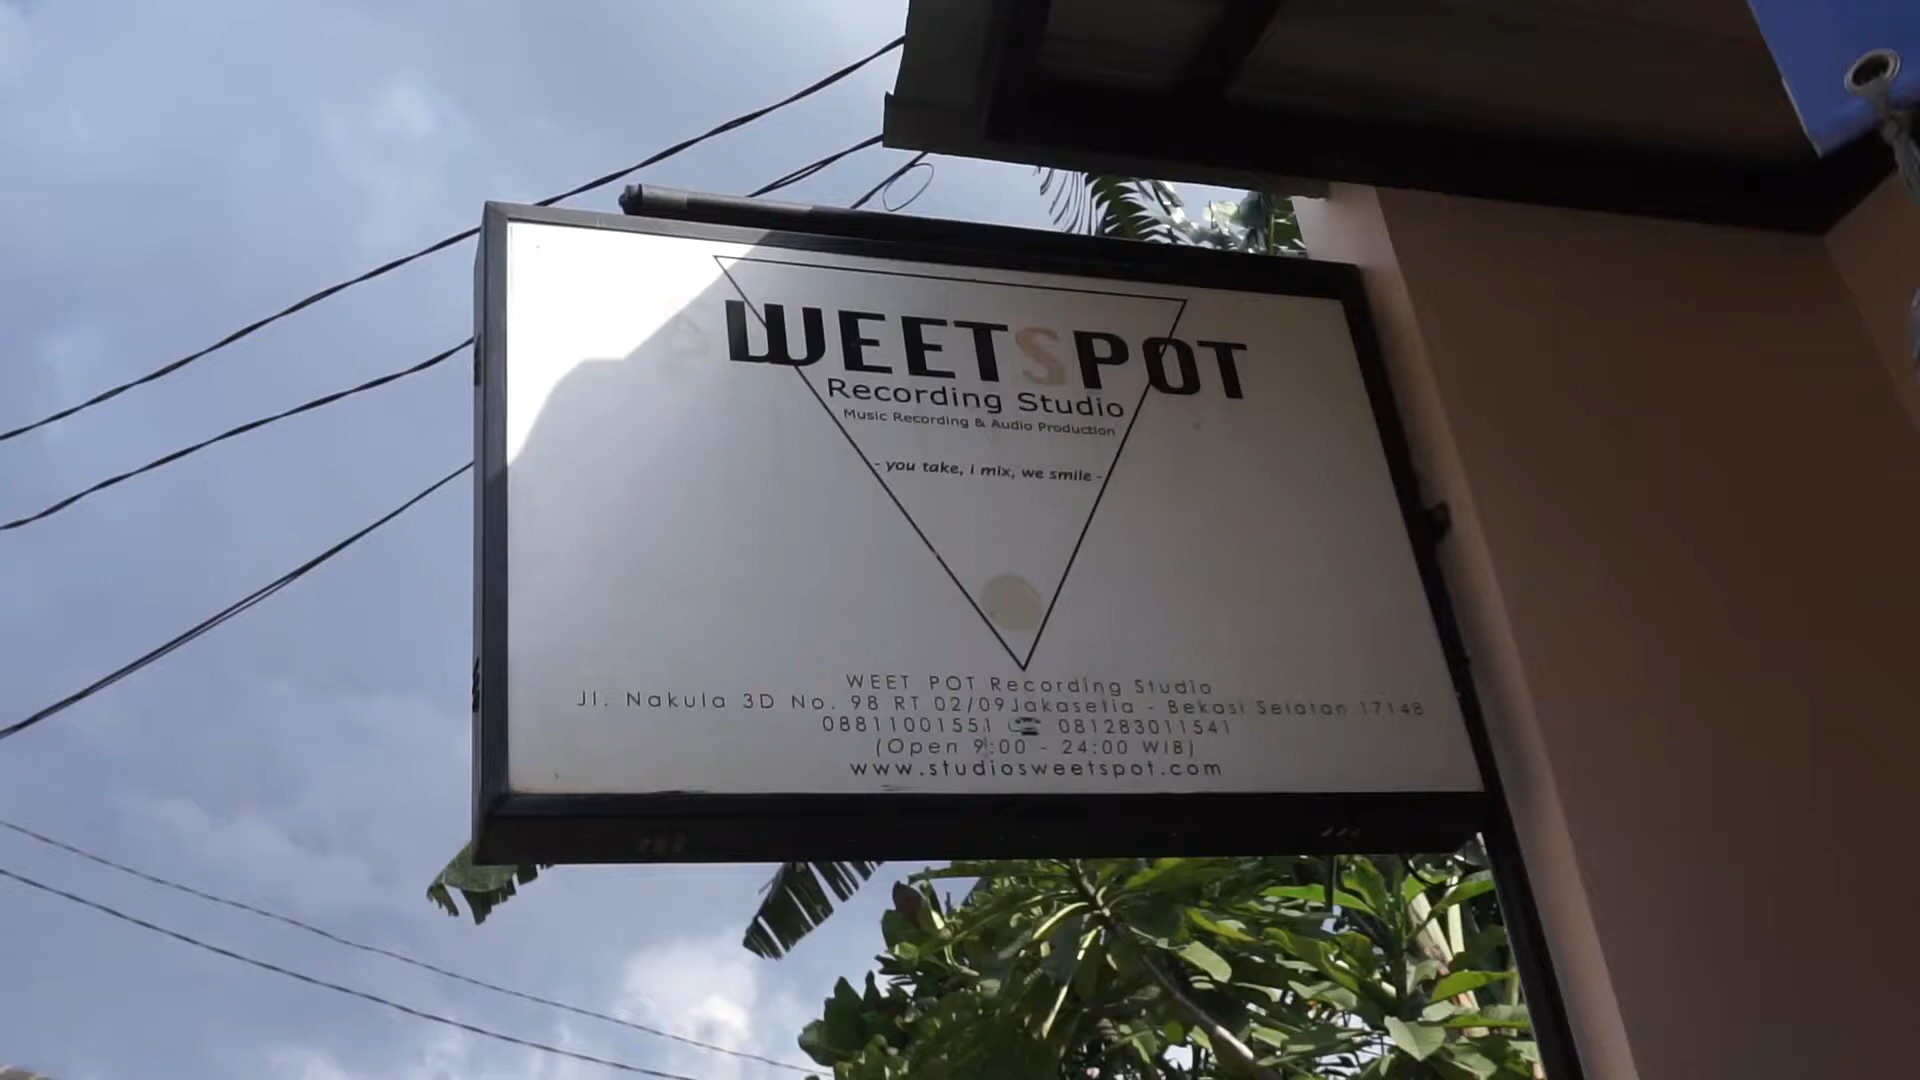 WEETSPOT
Recording Studio
Music Recording & Audio Production
- you take, i mix, we smile -
WEET POT Recording Studio
Jl. Nakula 3D No. 98 RT 02/09 Jakasetia - Bekasi Selatan 17148
08811001551 ☎ 081283011541
(Open 9:00 - 24:00 WIB)
www.studiosweetspot.com